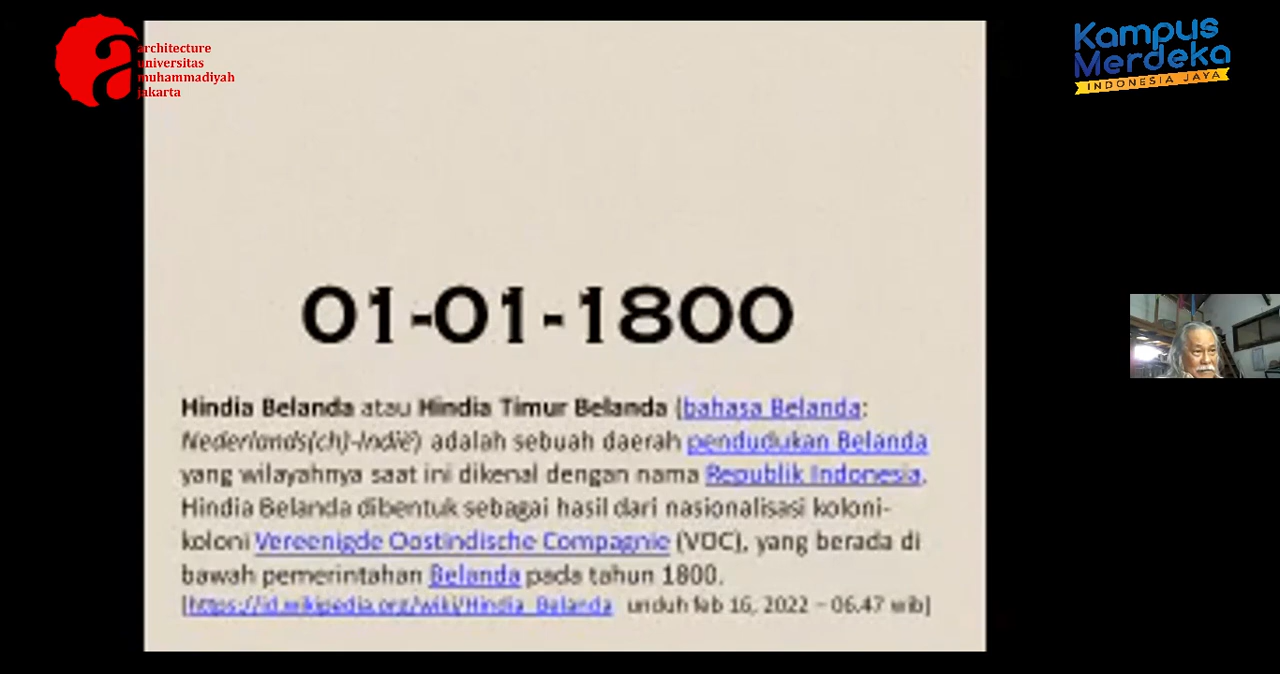 architecture
universitas
muhammadiyah
jakarta
Kampus
Merdeka
INDONESIA JAYA
01-01-1800
Hindia Belanda atau Hindia Timur Belanda (bahasa Belanda:
Nederlands(ch)-Indië) adalah sebuah daerah pendudukan Belanda
yang wilayahnya saat ini dikenal dengan nama Republik Indonesia.
Hindia Belanda dibentuk sebagai hasil dari nasionalisasi koloni-
koloni Vereenigde Oostindische Compagnie (VOC), yang berada di
bawah pemerintahan Belanda pada tahun 1800.
[https://id.wikipedia.org/wiki/Hindia_Belanda unduh feb 16, 2022 – 06.47 wib]